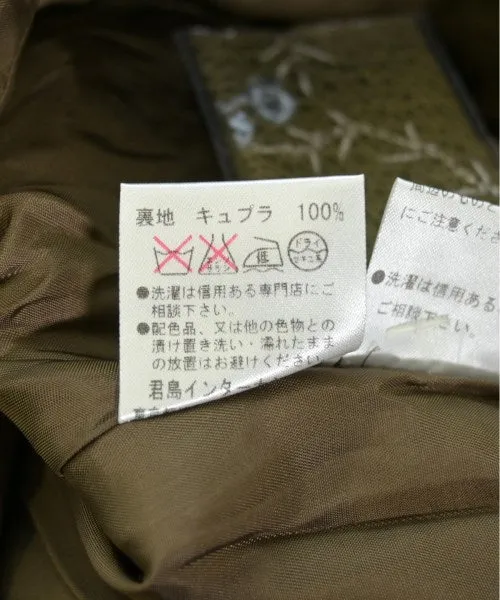 裏地 キュプラ 100%
低 ドライ
セキユ系
●洗濯は信用ある専門店にご
相談下さい。
●配色品、又は他の色物との
漬け置き洗い・濡れたまま
の放置はお避けください
君島インター
にご注意くださ
●洗濯は信用ある
ご相談下さい。